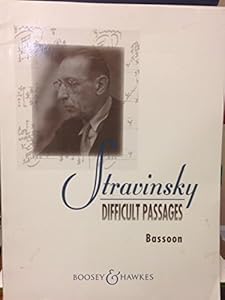 Stravinsky
DIFFICULT PASSAGES
Bassoon
BOOSEY & HAWKES